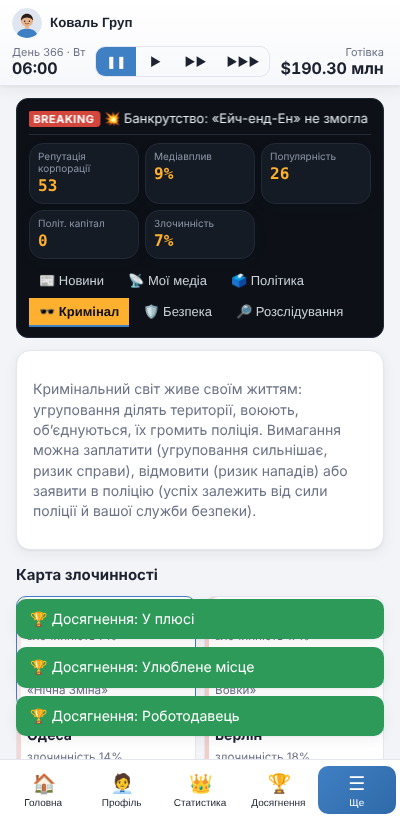 Коваль Груп
День 366 · Вт
06:00
Готівка
$190.30 млн
BREAKING 💥 Банкрутство: «Ейч-енд-Ен» не змогла
Репутація
корпорації
53
Медіавплив
9%
Популярність
26
Політ. капітал
0
Злочинність
7%
📰 Новини 📡 Мої медіа 🗳️ Політика
🕶️ Кримінал 🛡️ Безпека 🔎 Розслідування
Кримінальний світ живе своїм життям:
угруповання ділять території, воюють,
об’єднуються, їх громить поліція. Вимагання
можна заплатити (угруповання сильнішає,
ризик справи), відмовити (ризик нападів) або
заявити в поліцію (успіх залежить від сили
поліції й вашої служби безпеки).
Карта злочинності
🏆 Досягнення: У плюсі
🏆 Досягнення: Улюблене місце
«Нічна Зміна»
Вовки»
🏆 Досягнення: Роботодавець
Одеса
Берлін
злочинність 14%
злочинність 18%
Головна
Профіль
Статистика
Досягнення
Ще